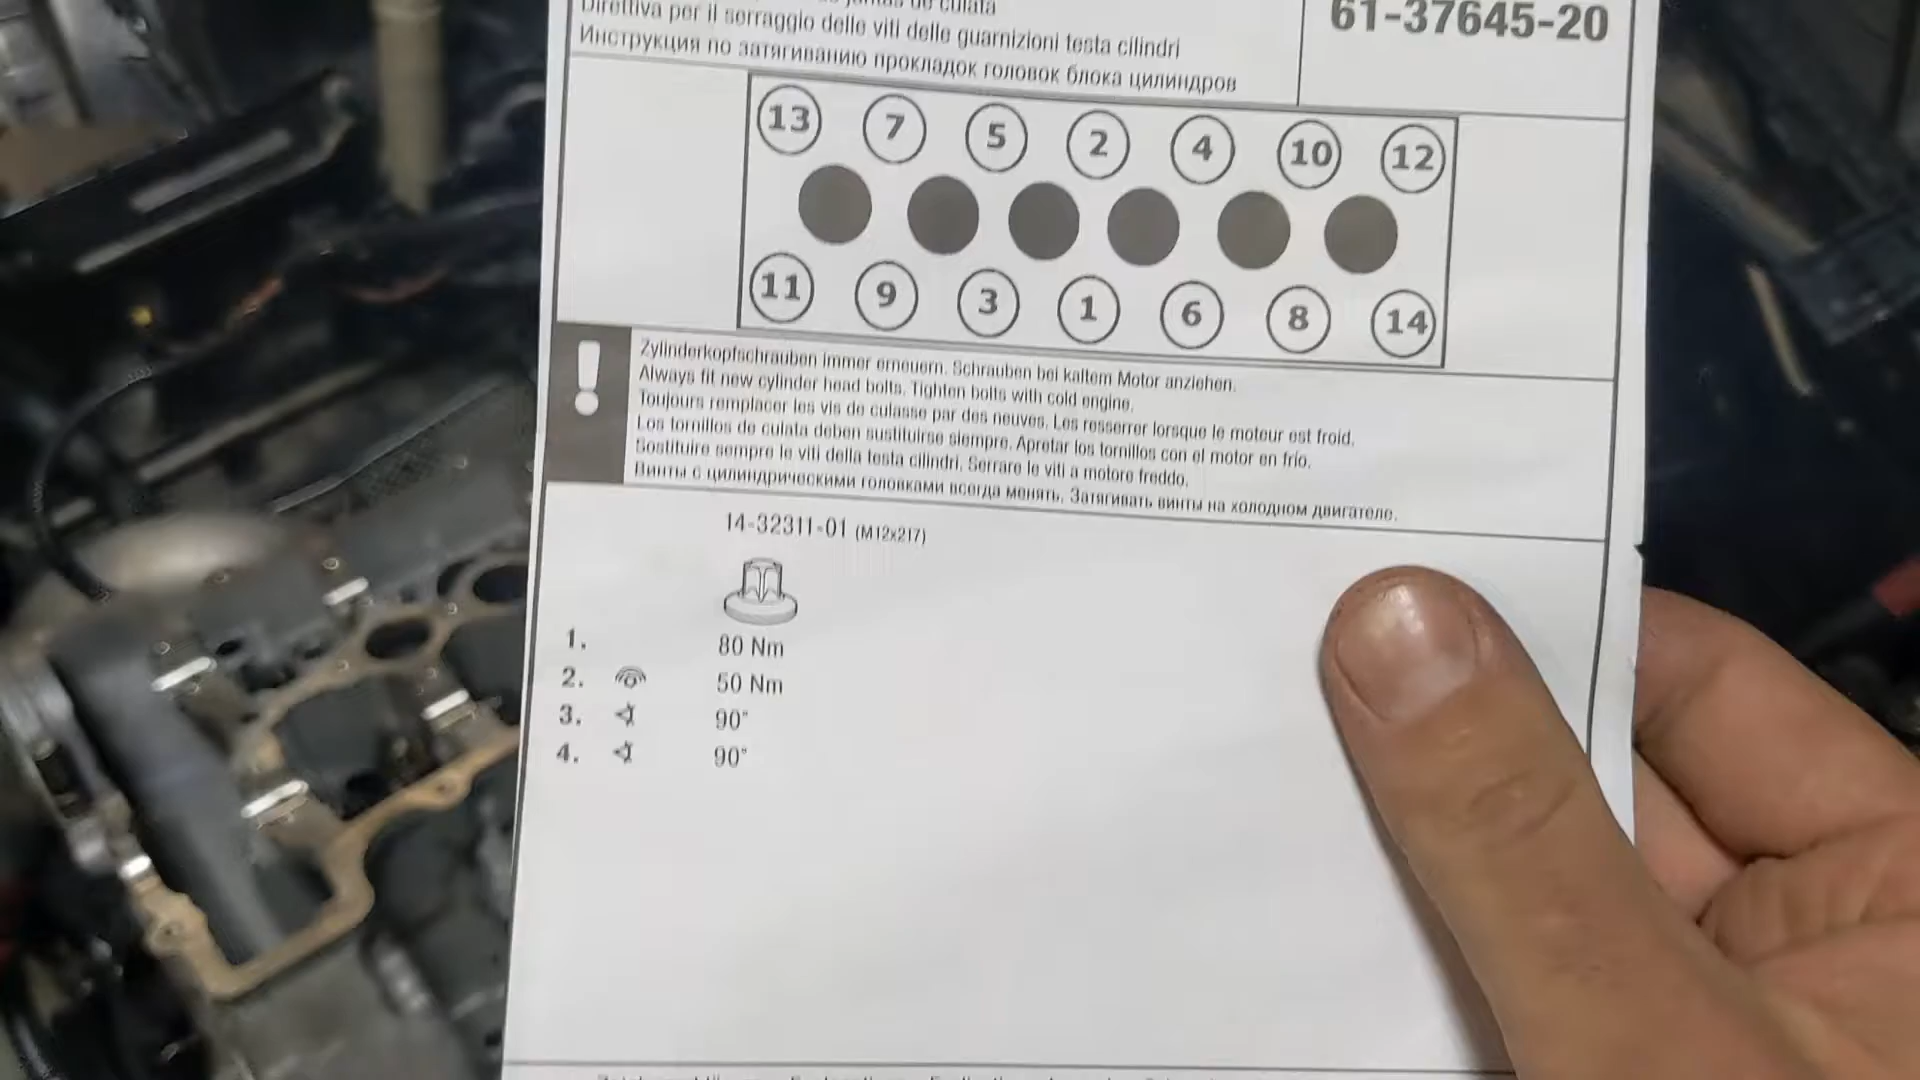 de culata
Direttiva per il serraggio delle viti delle guarnizioni testa cilindri
Инструкция по затягиванию прокладок головок блока цилиндров
61-37645-20
13 7 5 2 4 10 12
11 9 3 1 6 8 14
Zylinderkopfschrauben immer erneuern. Schrauben bei kaltem Motor anziehen.
Always fit new cylinder head bolts. Tighten bolts with cold engine.
Toujours remplacer les vis de culasse par des neuves. Les resserrer lorsque le moteur est froid.
Los tornillos de culata deben sustituirse siempre. Apretar los tornillos con el motor en frío.
Sostituire sempre le viti della testa cilindri. Serrare le viti a motore freddo.
Винты с цилиндрическими головками всегда менять. Затягивать винты на холодном двигателе.
14-32311-01 (M12x217)
1. 80 Nm
2. 50 Nm
3. 90°
4. 90°